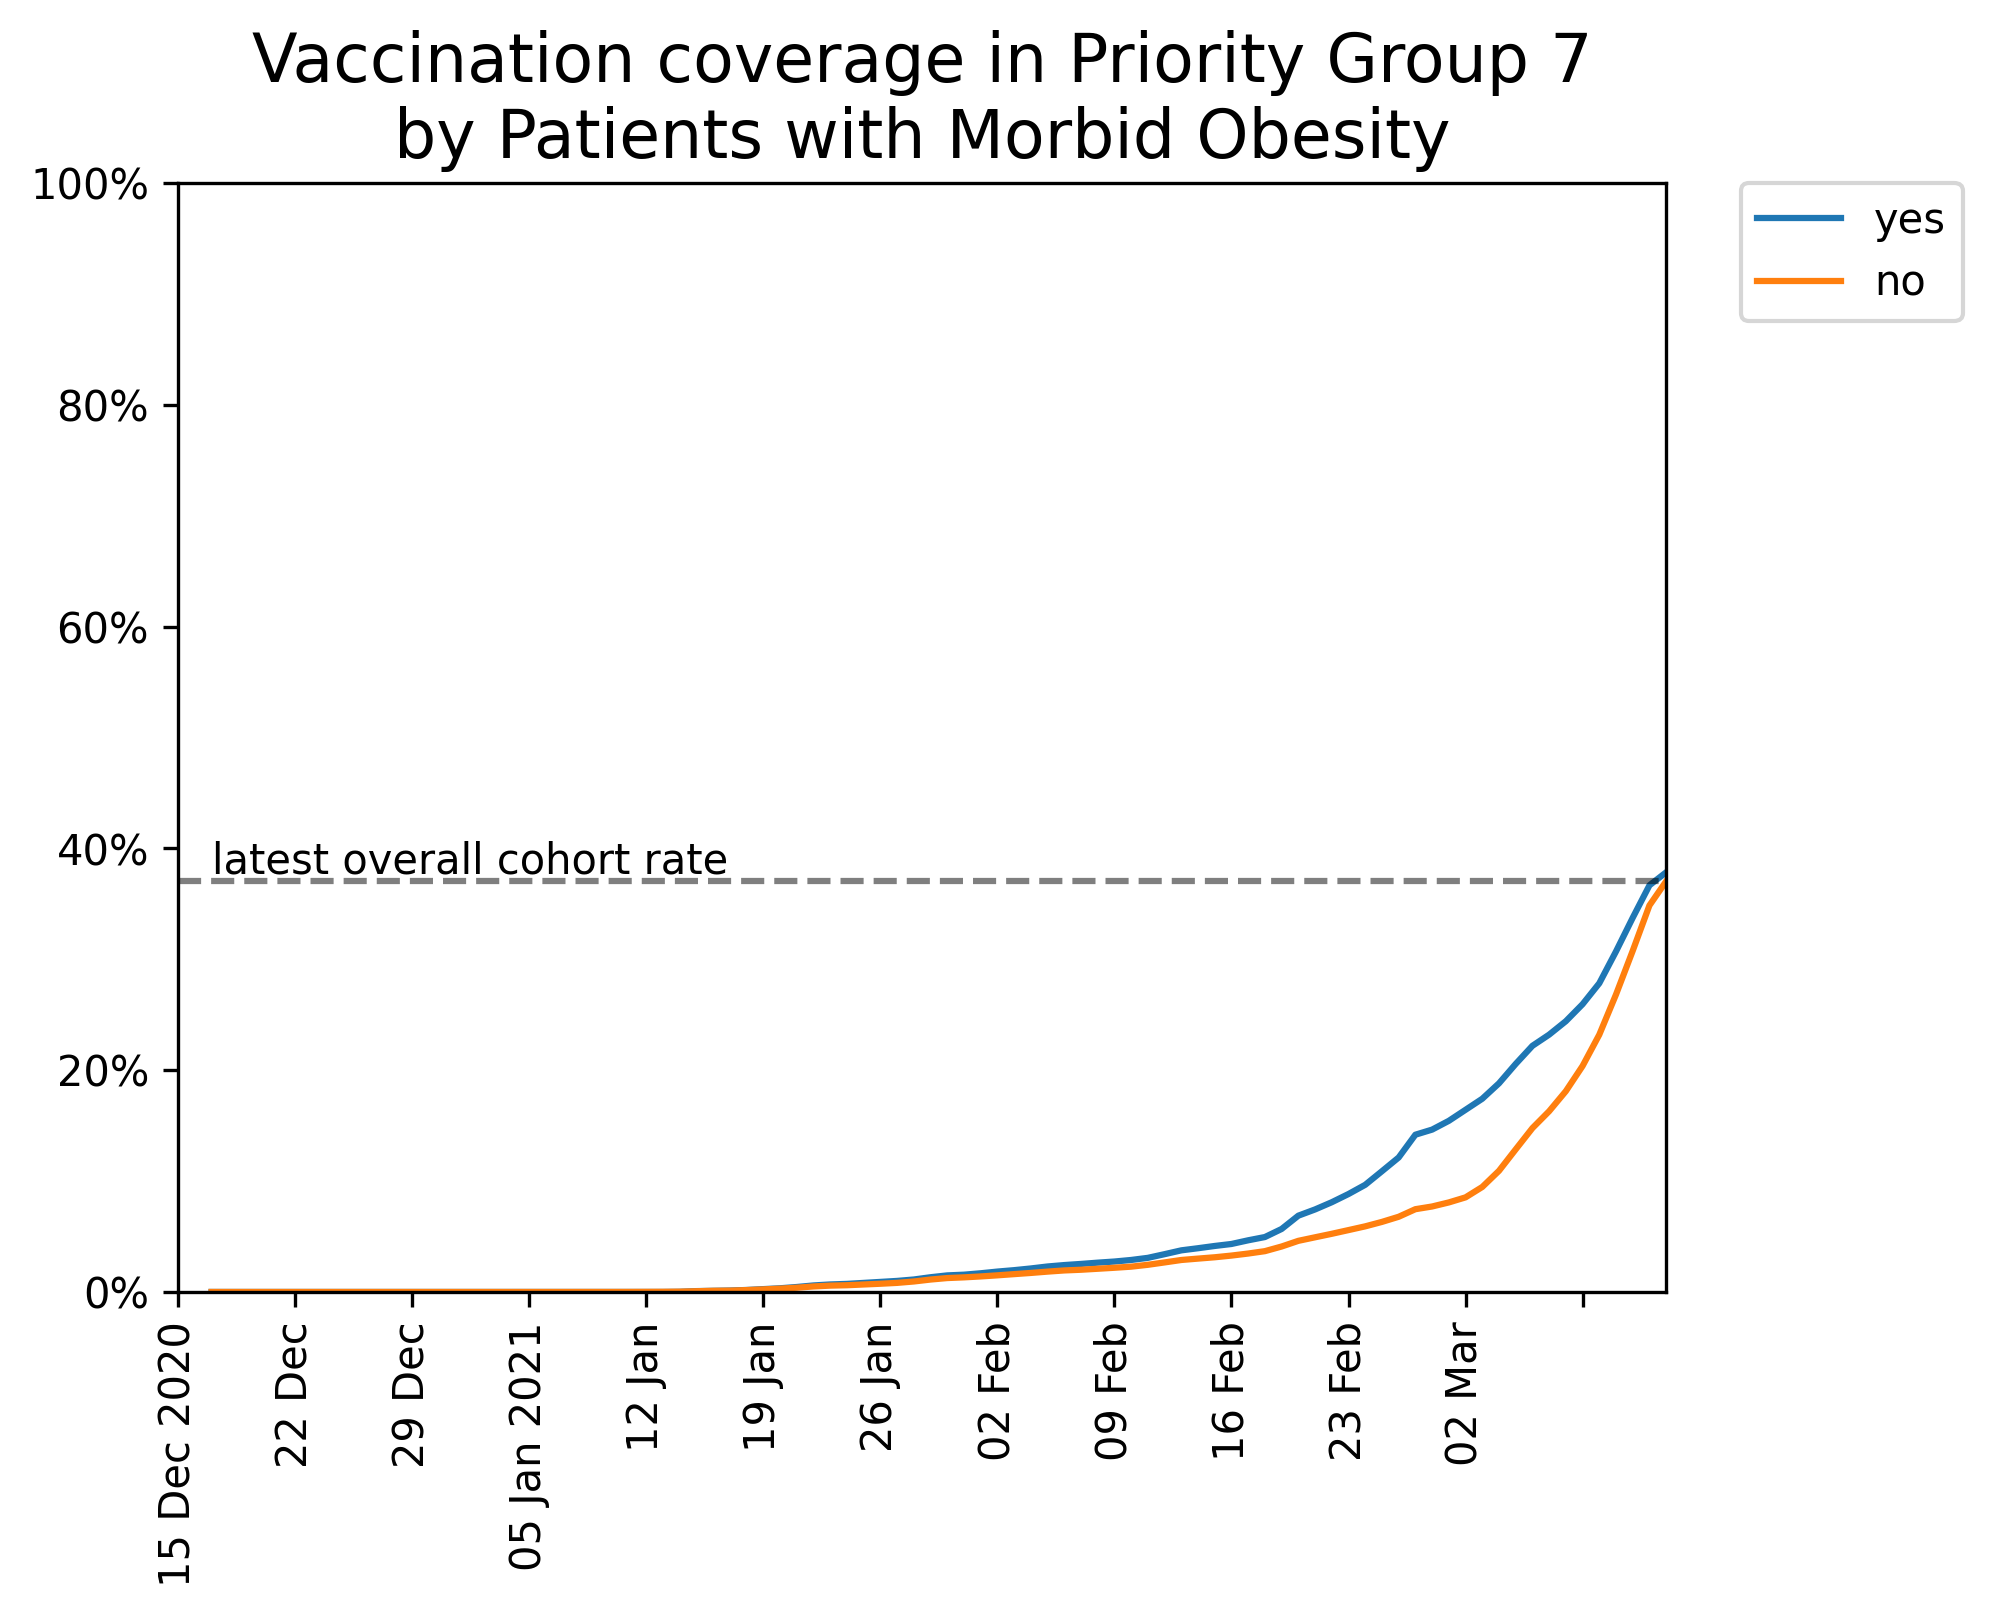 Vaccination coverage in Priority Group 7
by Patients with Morbid Obesity
100%
80%
60%
40%
20%
0%
latest overall cohort rate
yes
no
15 Dec 2020
22 Dec
29 Dec
05 Jan 2021
12 Jan
19 Jan
26 Jan
02 Feb
09 Feb
16 Feb
23 Feb
02 Mar